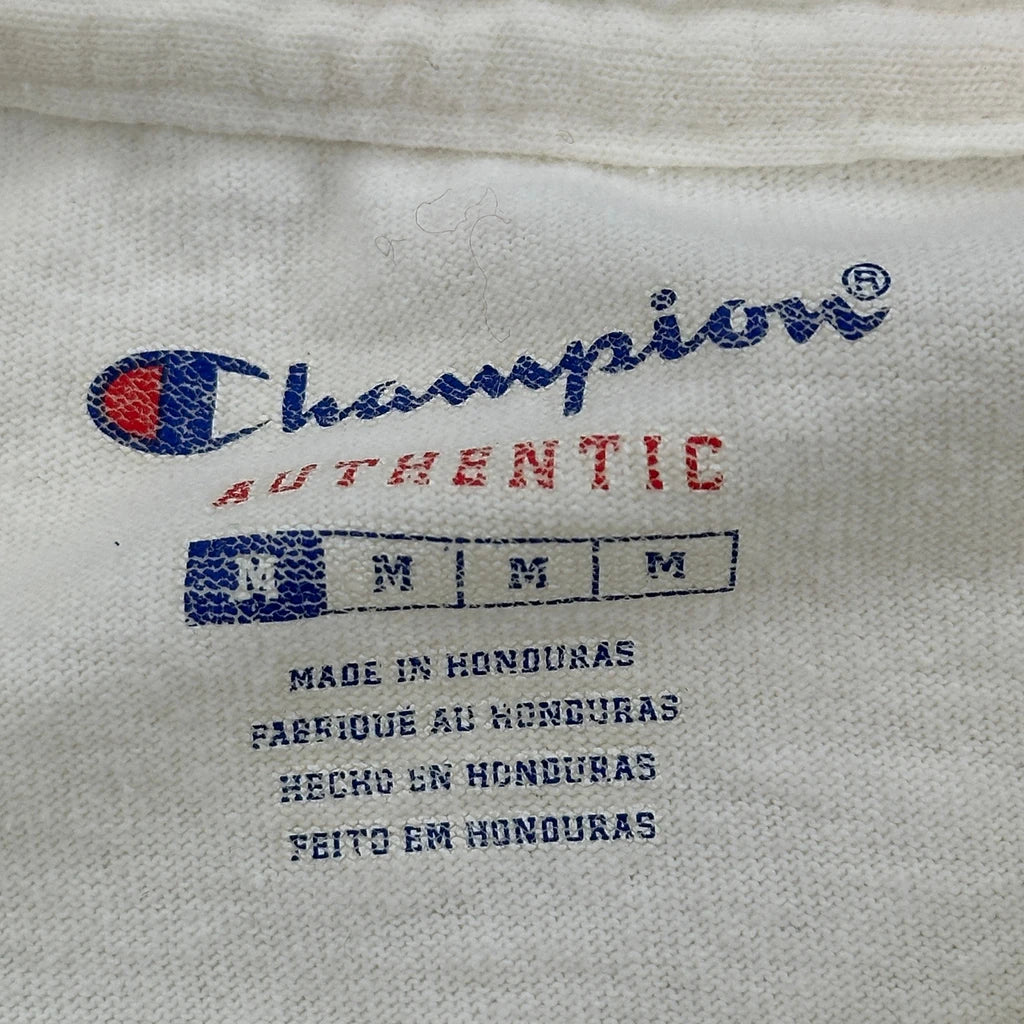 Champion®
AUTHENTIC
M M M M
MADE IN HONDURAS
FABRIQUÉ AU HONDURAS
HECHO EN HONDURAS
FEITO EM HONDURAS